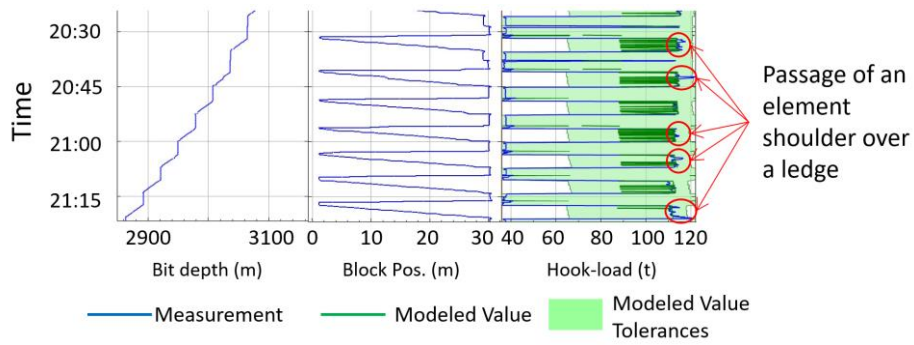 20:30
20:45
21:00
21:15
Time
2900 3100
Bit depth (m)
0 10 20 30
Block Pos. (m)
40 60 80 100 120
Hook-load (t)
Passage of an
element
shoulder over
a ledge
Measurement
Modeled Value
Modeled Value
Tolerances